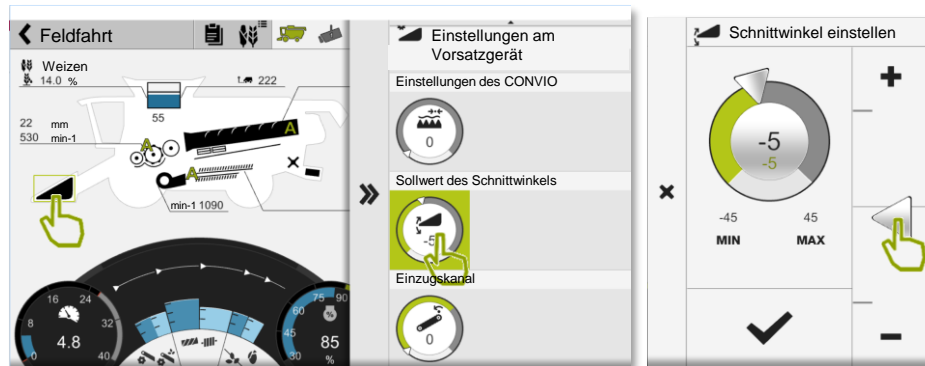 Feldfahrt
Weizen
14.0 %
t. 222
55
22 mm
530 min-1
A
A
A
min-1 1090
0
8
16
24
32
40
4.8
30
45
60
75
90
85
%
Einstellungen am
Vorsatzgerät
Einstellungen des CONVIO
0
Sollwert des Schnittwinkels
-5
Einzugskanal
0
Schnittwinkel einstellen
-5
-5
-45
45
MIN
MAX